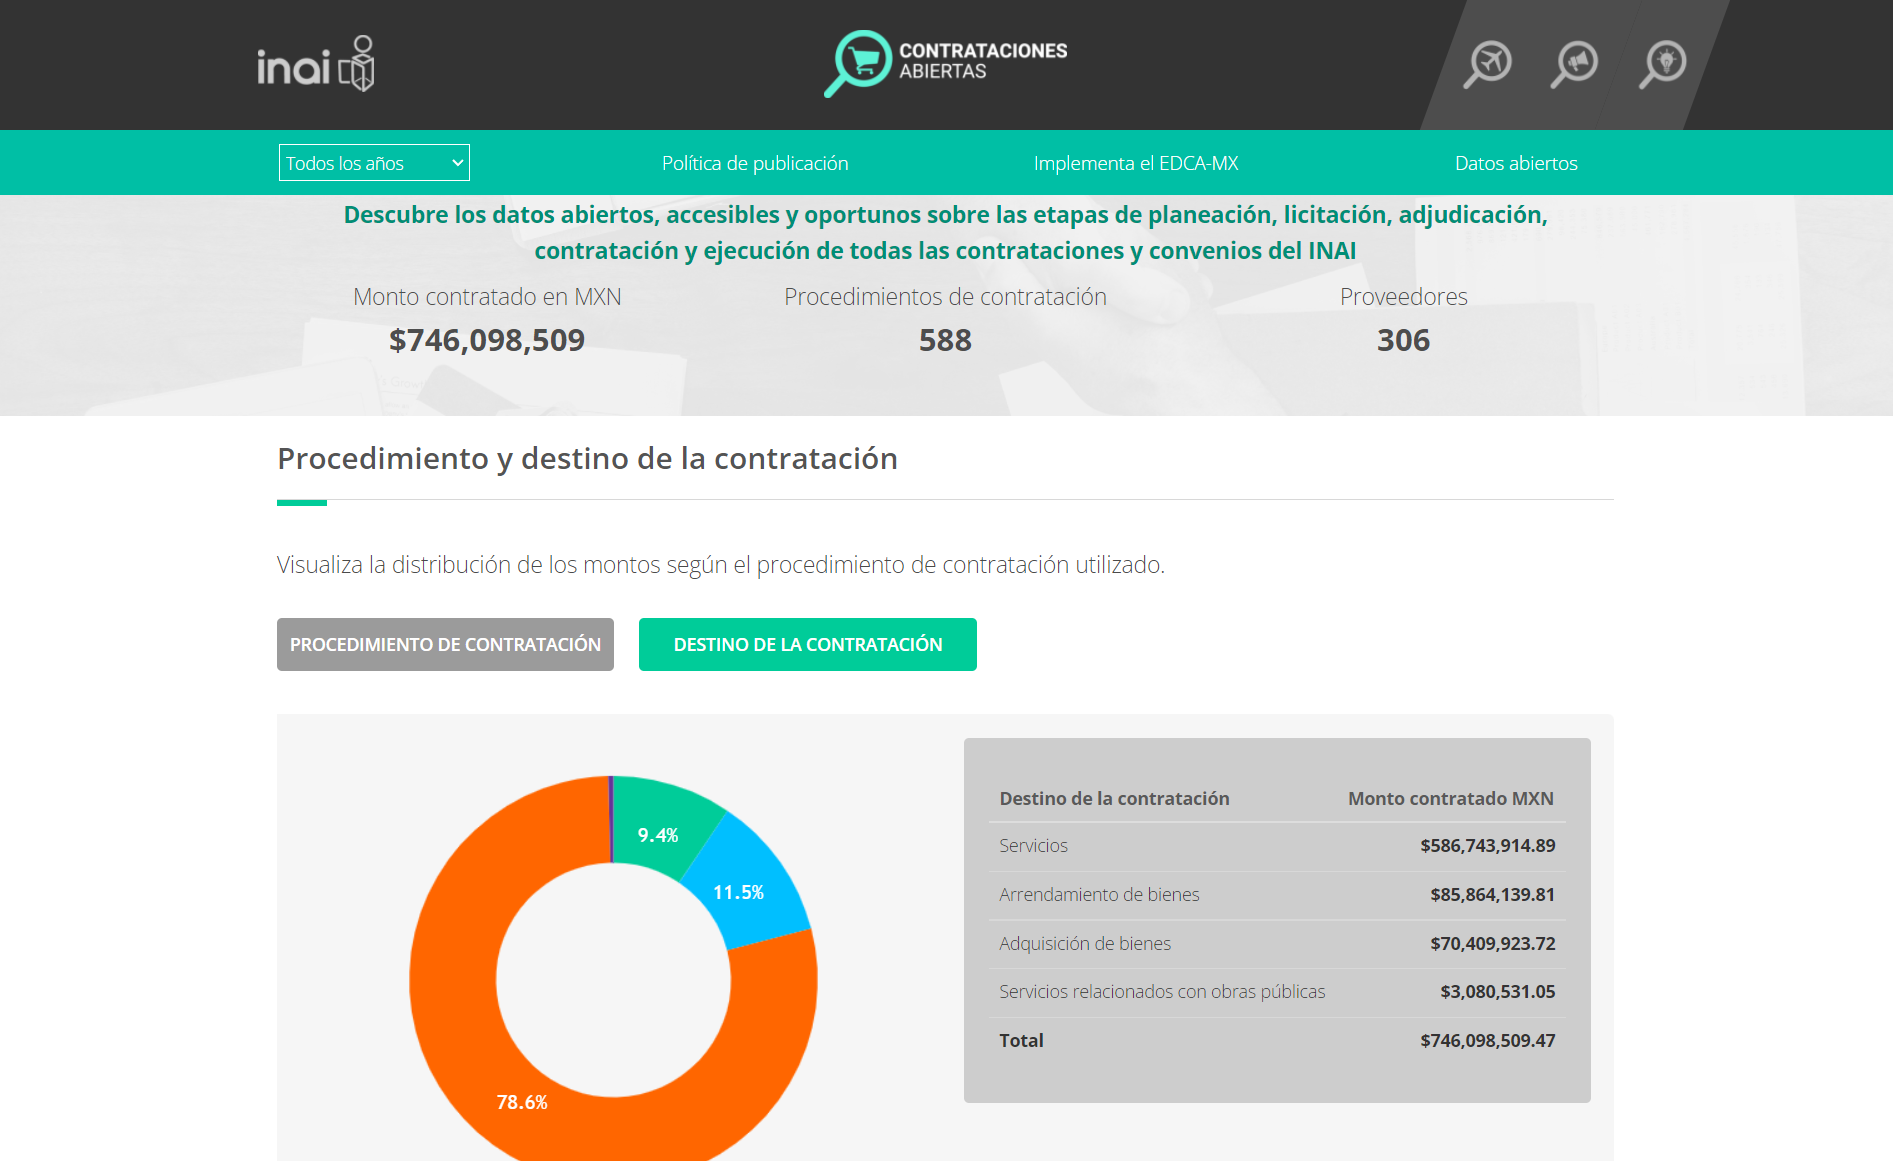 inai
CONTRATACIONES
ABIERTAS
Todos los años
Política de publicación
Implementa el EDCA-MX
Datos abiertos
Descubre los datos abiertos, accesibles y oportunos sobre las etapas de planeación, licitación, adjudicación,
contratación y ejecución de todas las contrataciones y convenios del INAI
Monto contratado en MXN
$746,098,509
Procedimientos de contratación
588
Proveedores
306
Procedimiento y destino de la contratación
Visualiza la distribución de los montos según el procedimiento de contratación utilizado.
PROCEDIMIENTO DE CONTRATACIÓN
DESTINO DE LA CONTRATACIÓN
9.4%
11.5%
78.6%
Destino de la contratación Monto contratado MXN
Servicios $586,743,914.89
Arrendamiento de bienes $85,864,139.81
Adquisición de bienes $70,409,923.72
Servicios relacionados con obras públicas $3,080,531.05
Total $746,098,509.47